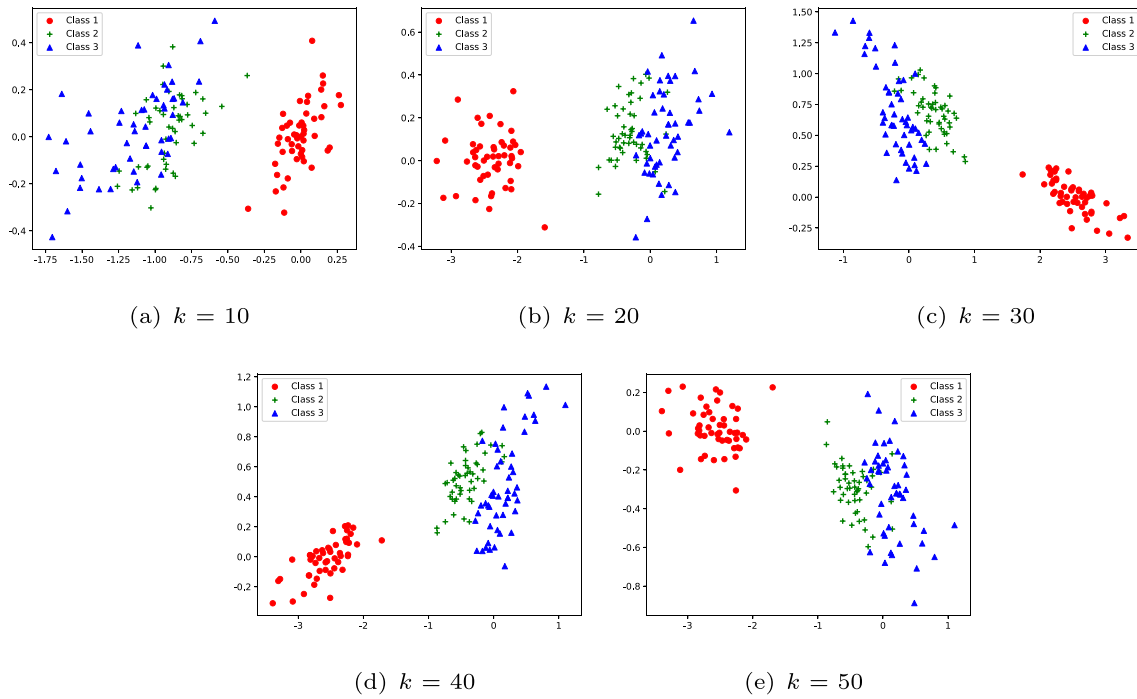 Class 1
Class 2
Class 3
0,4
0,2
0,0
-0,2
-0,4
-1.75 -1.50 -1.25 -1.00 -0.75 -0.50 -0.25 0.00 0.25
(a) k = 10
Class 1
Class 2
Class 3
0.6
0.4
0.2
0.0
-0.2
-0.4
-3 -2 -1 0 1
(b) k = 20
Class 1
Class 2
Class 3
1.50
1.25
1.00
0.75
0.50
0.25
0.00
-0.25
-1 0 1 2 3
(c) k = 30
Class 1
Class 2
Class 3
1.2
1.0
0.8
0.6
0.4
0.2
0.0
-0.2
-3 -2 -1 0 1
(d) k = 40
Class 1
Class 2
Class 3
0.2
0.0
-0.2
-0.4
-0.6
-0.8
-3 -2 -1 0 1
(e) k = 50